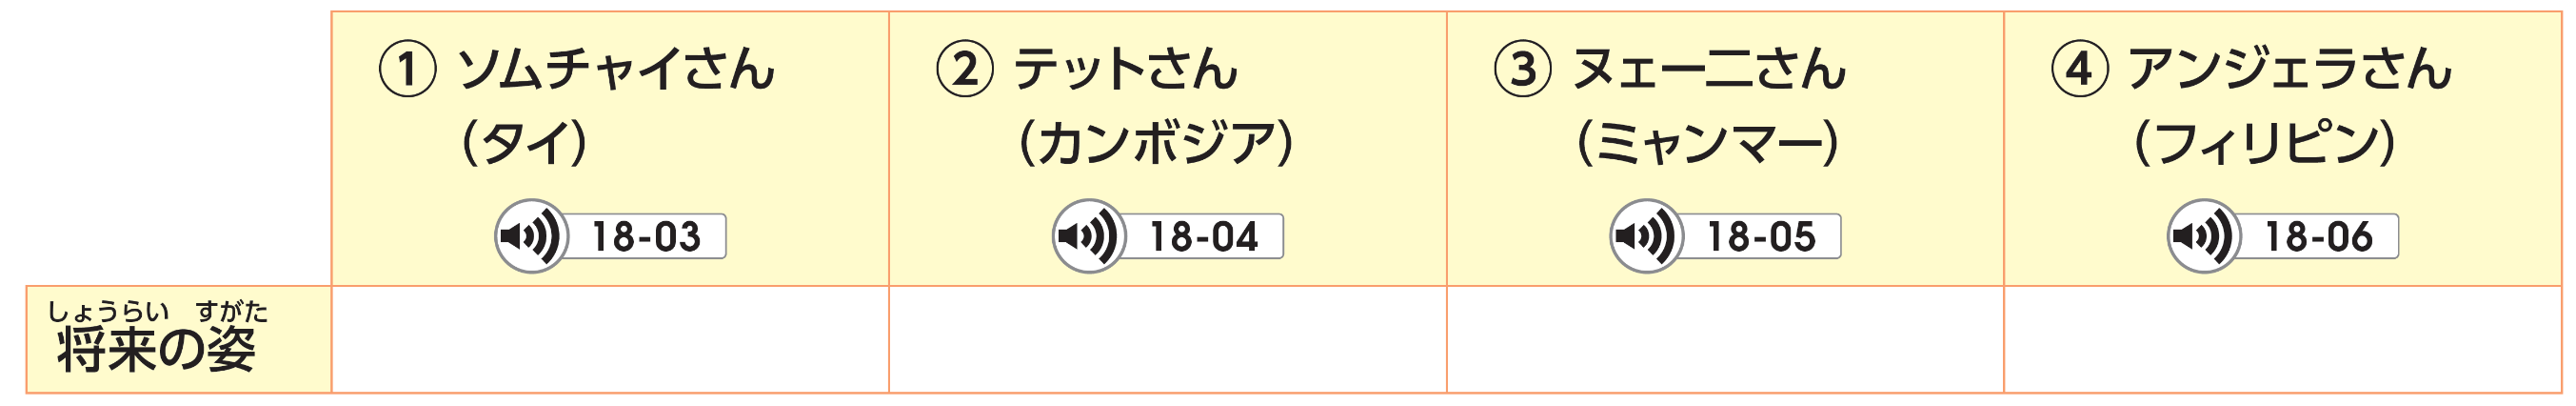 ① ソムチャイさん
(タイ)
18-03
② テットさん
(カンボジア)
18-04
③ ヌェーニさん
(ミャンマー)
18-05
④ アンジェラさん
(フィリピン)
18-06
しょうらい すがた
将来の姿